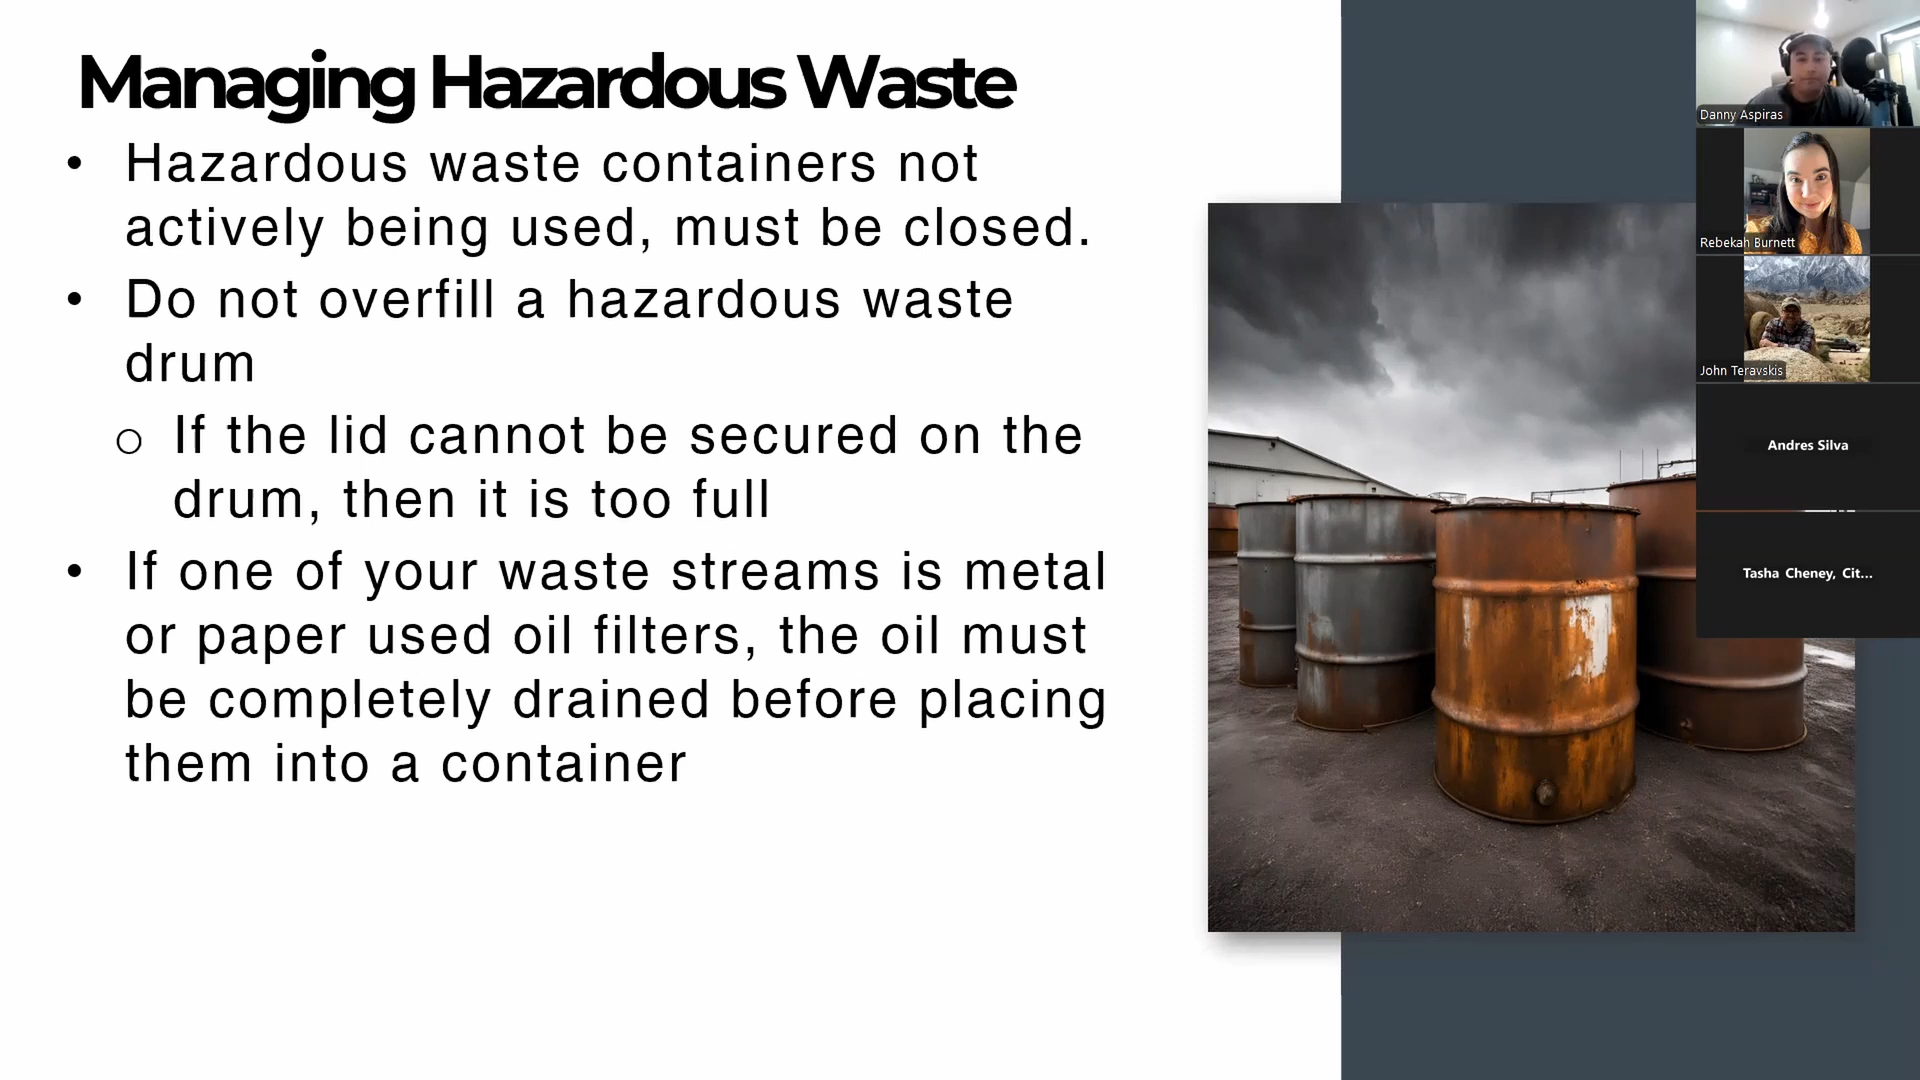 Managing Hazardous Waste
• Hazardous waste containers not
actively being used, must be closed.
• Do not overfill a hazardous waste
drum
o If the lid cannot be secured on the
drum, then it is too full
• If one of your waste streams is metal
or paper used oil filters, the oil must
be completely drained before placing
them into a container
Danny Aspiras
Rebekah Burnett
John Teravskis
Andres Silva
Tasha Cheney, Cit...